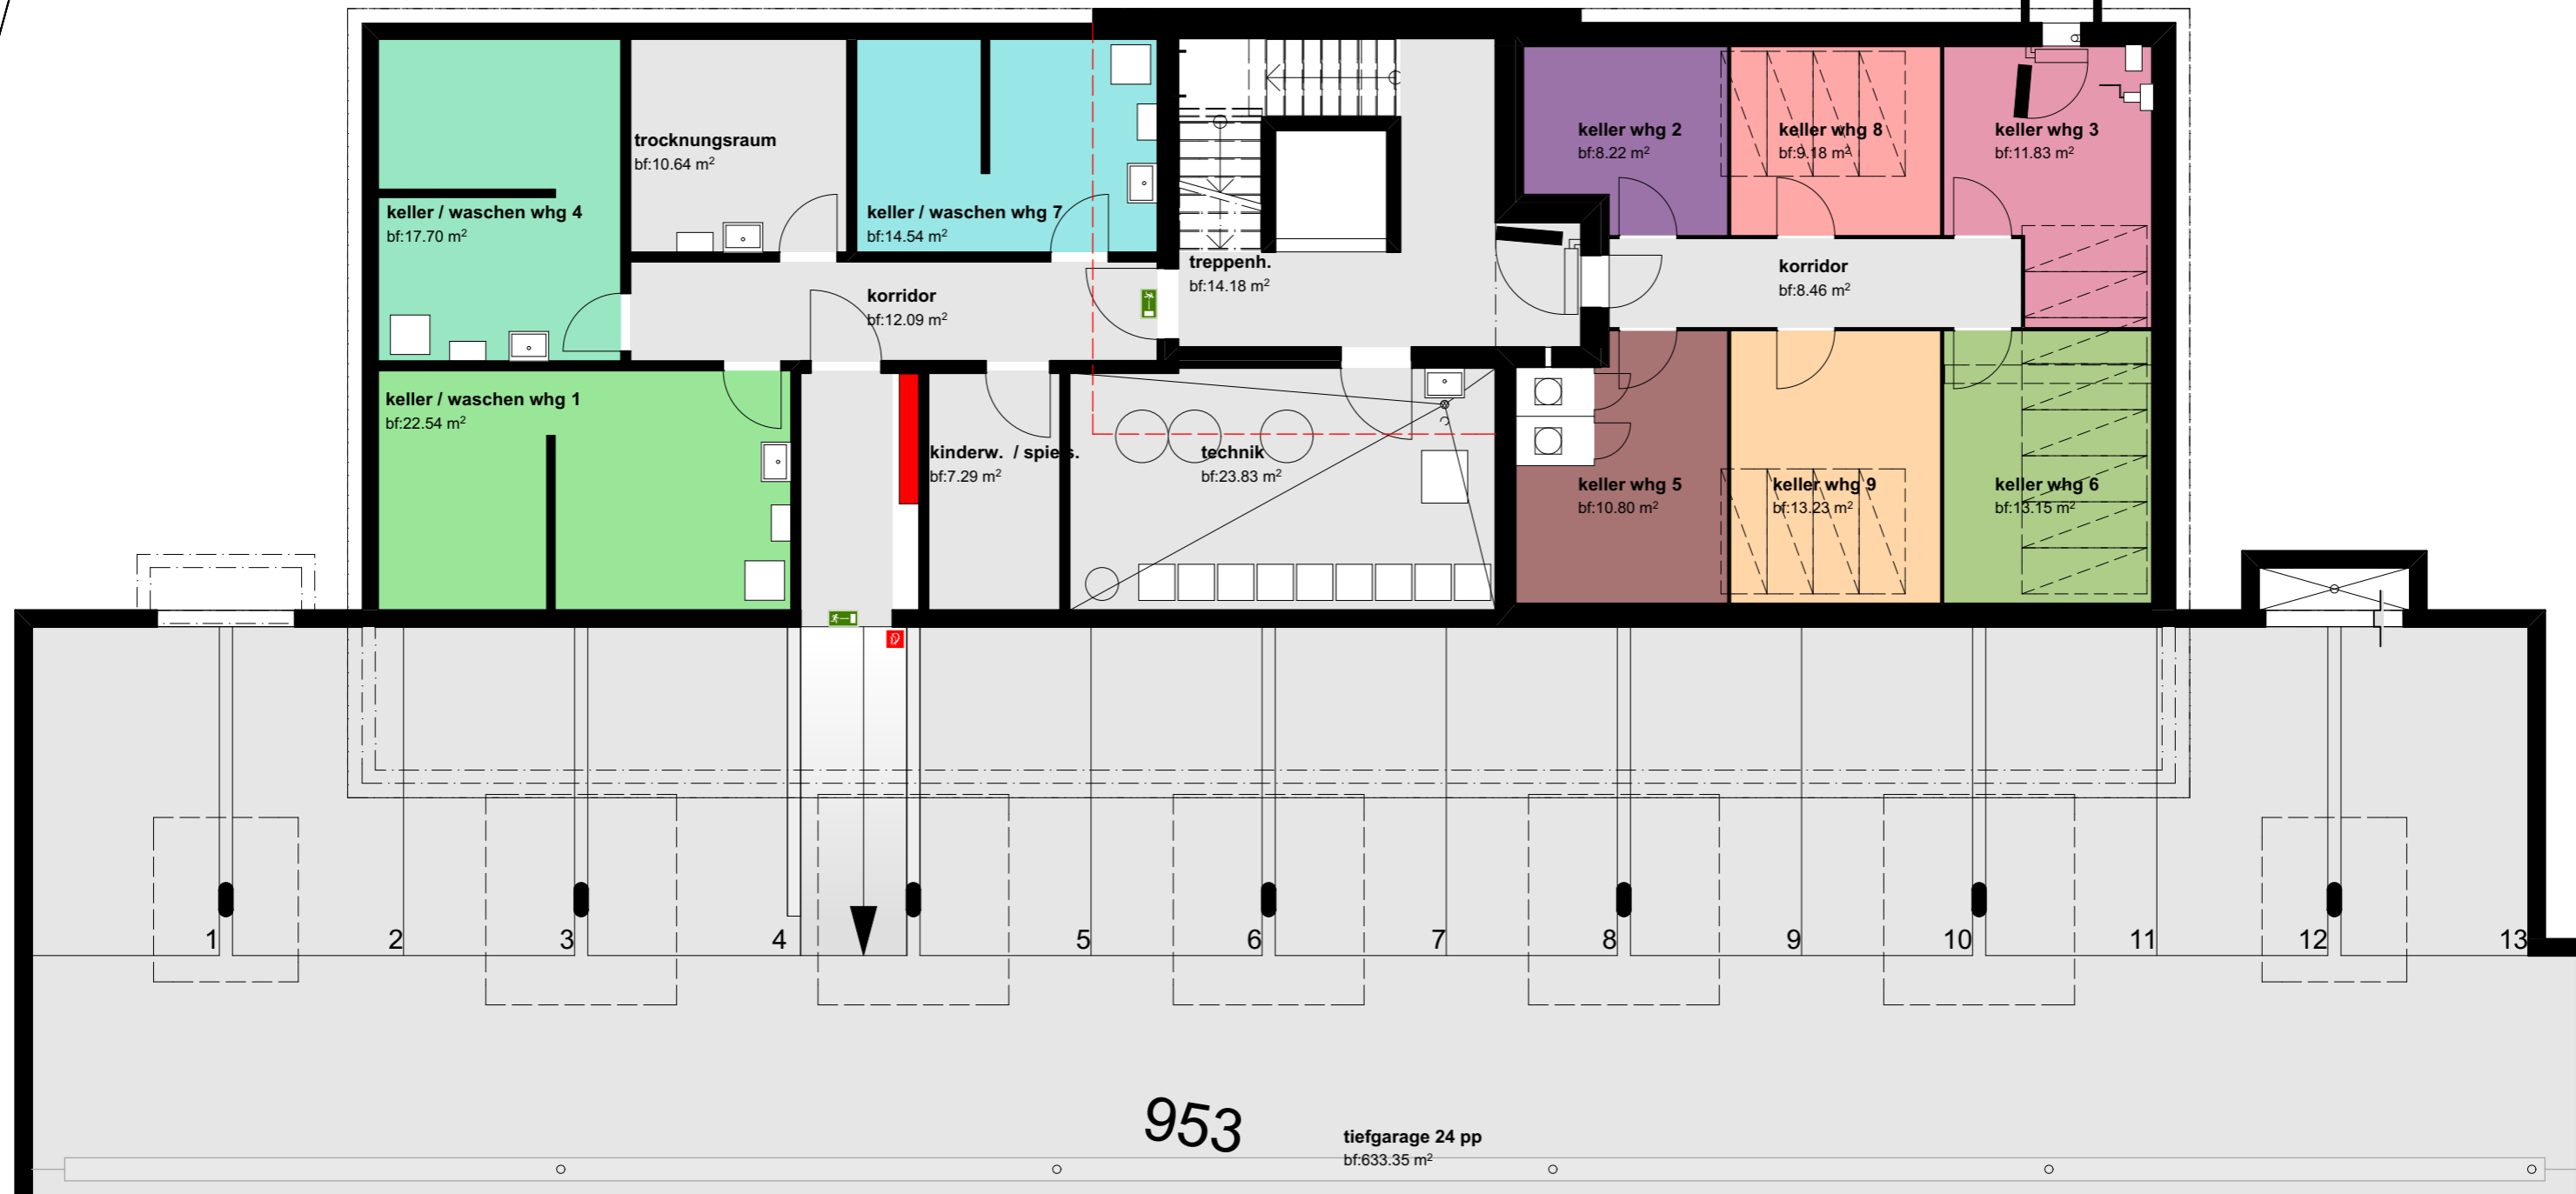 trocknungsraum
bf:10.64 m²
keller / waschen whg 4
bf:17.70 m²
keller / waschen whg 7
bf:14.54 m²
treppenh.
bf:14.18 m²
korridor
bf:12.09 m²
keller whg 2
bf:8.22 m²
keller whg 8
bf:9.18 m²
keller whg 3
bf:11.83 m²
korridor
bf:8.46 m²
keller / waschen whg 1
bf:22.54 m²
kinderw. / spiels.
bf:7.29 m²
technik
bf:23.83 m²
keller whg 5
bf:10.80 m²
keller whg 9
bf:13.23 m²
keller whg 6
bf:13.15 m²
1 2 3 4 5 6 7 8 9 10 11 12 13
953
tiefgarage 24 pp
bf:633.35 m²